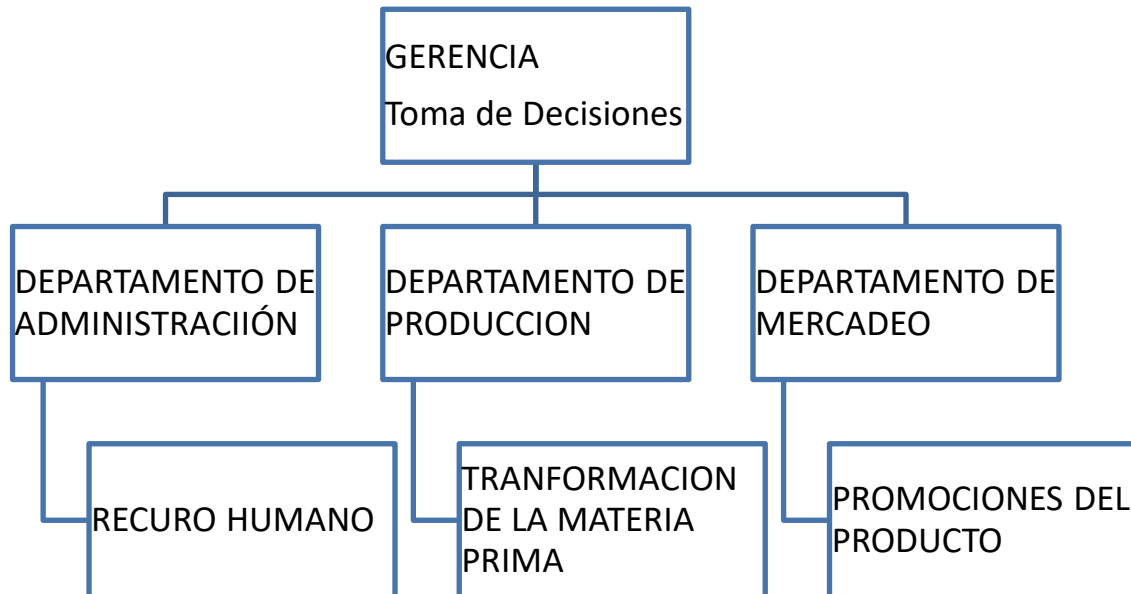 GERENCIA
Toma de Decisiones
DEPARTAMENTO DE
ADMINISTRACIIÓN
DEPARTAMENTO DE
PRODUCCION
DEPARTAMENTO DE
MERCADEO
RECURO HUMANO
TRANFORMACION
DE LA MATERIA
PRIMA
PROMOCIONES DEL
PRODUCTO